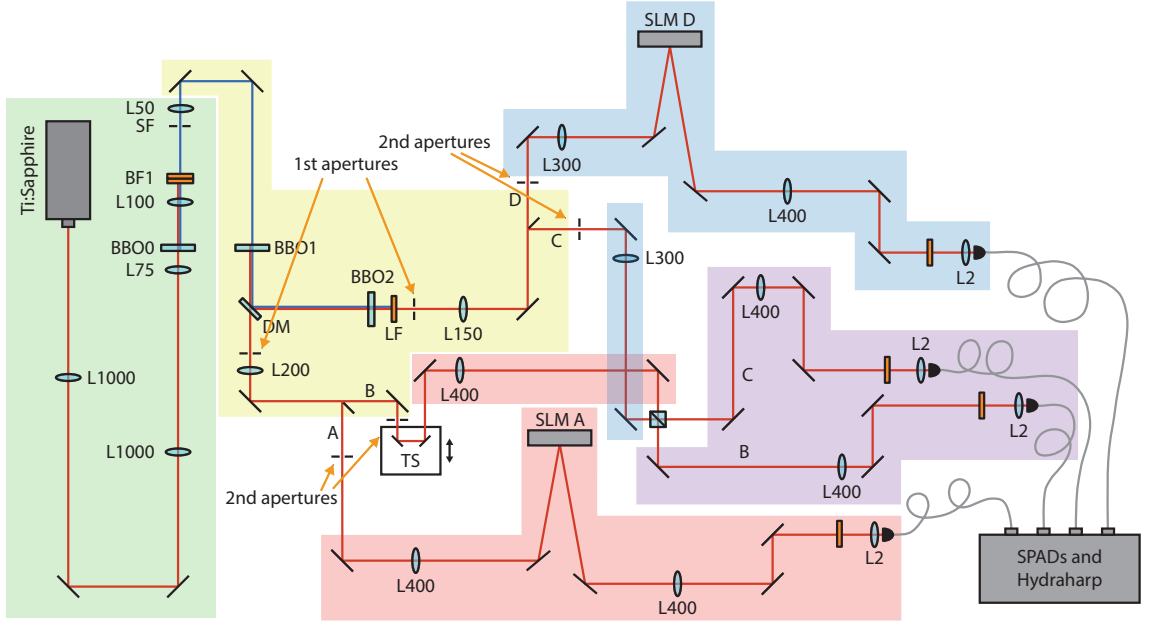 SLM D
L50
SF
Ti:Sapphire
BF1
L100
BBO0
L75
L1000
L1000
1st apertures
2nd apertures
L300
D
C
L400
L2
BBO1
BBO2
DM
LF
L150
L200
L300
L400
L2
C
B
A
L400
TS
2nd apertures
SLM A
B
L400
L2
L400
L400
L2
SPADs and
Hydraharp